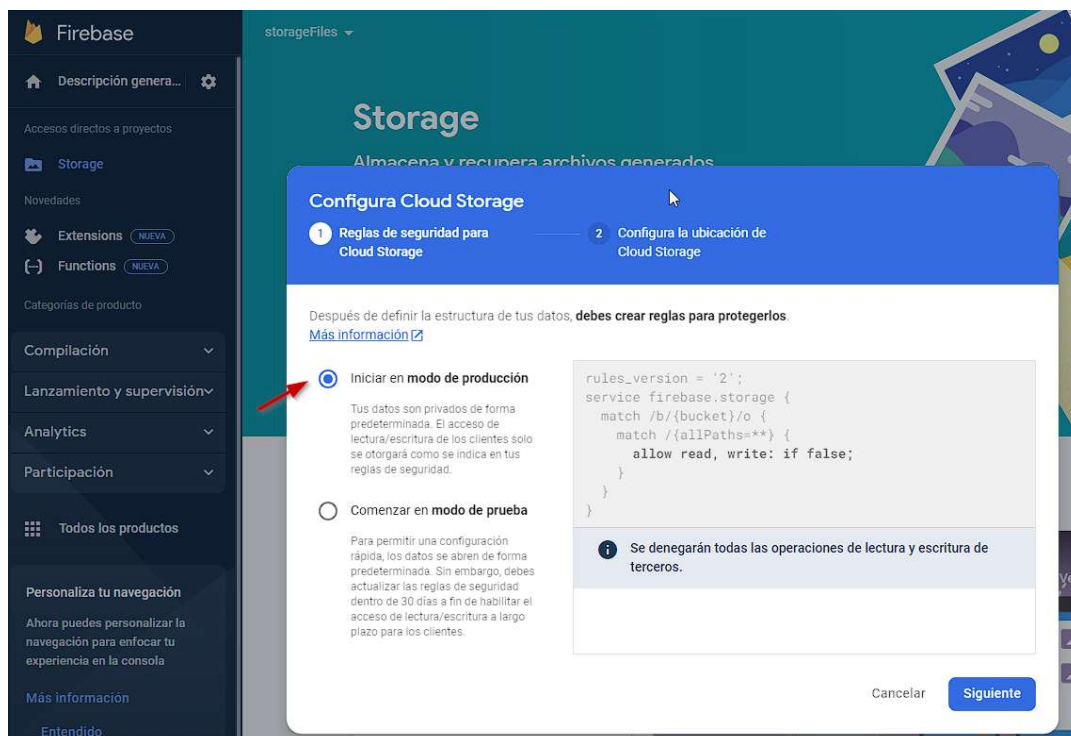 Firebase
Descripción genera...
Accesos directos a proyectos
Storage
Novedades
Extensions NUEVA
Functions NUEVA
Categorías de producto
Compilación
Lanzamiento y supervisión
Analytics
Participación
Todos los productos
Personaliza tu navegación
Ahora puedes personalizar la
navegación para enfocar tu
experiencia en la consola
Más información
Entendido
storageFiles
Storage
Almacena y recupera archivos generados
Configura Cloud Storage
1 Reglas de seguridad para
Cloud Storage
2 Configura la ubicación de
Cloud Storage
Después de definir la estructura de tus datos, debes crear reglas para protegerlos.
Más información
Iniciar en modo de producción
Tus datos son privados de forma
predeterminada. El acceso de
lectura/escritura de los clientes solo
se otorgará como se indica en tus
reglas de seguridad.
Comenzar en modo de prueba
Para permitir una configuración
rápida, los datos se abren de forma
predeterminada. Sin embargo, debes
actualizar las reglas de seguridad
dentro de 30 días a fin de habilitar el
acceso de lectura/escritura a largo
plazo para los clientes.
rules_version = '2';
service firebase.storage {
match /b/{bucket}/o {
match /{allPaths=**} {
allow read, write: if false;
}
}
}
Se denegarán todas las operaciones de lectura y escritura de
terceros.
Cancelar
Siguiente